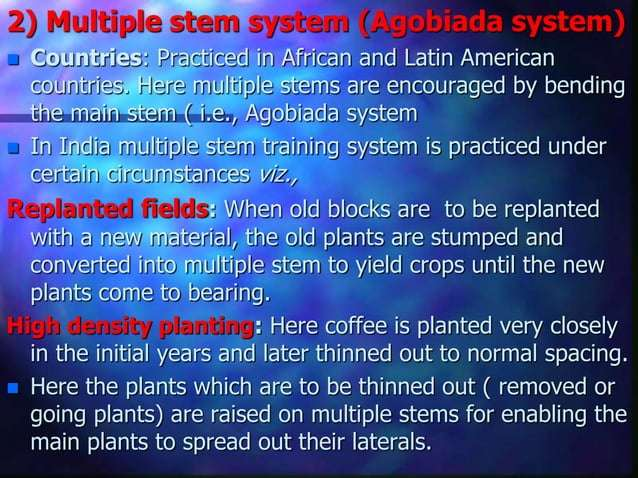 2) Multiple stem system (Agobiada system)
Countries: Practiced in African and Latin American
countries. Here multiple stems are encouraged by bending
the main stem ( i.e., Agobiada system
In India multiple stem training system is practiced under
certain circumstances viz.,
Replanted fields: When old blocks are to be replanted
with a new material, the old plants are stumped and
converted into multiple stem to yield crops until the new
plants come to bearing.
High density planting: Here coffee is planted very closely
in the initial years and later thinned out to normal spacing.
Here the plants which are to be thinned out ( removed or
going plants) are raised on multiple stems for enabling the
main plants to spread out their laterals.